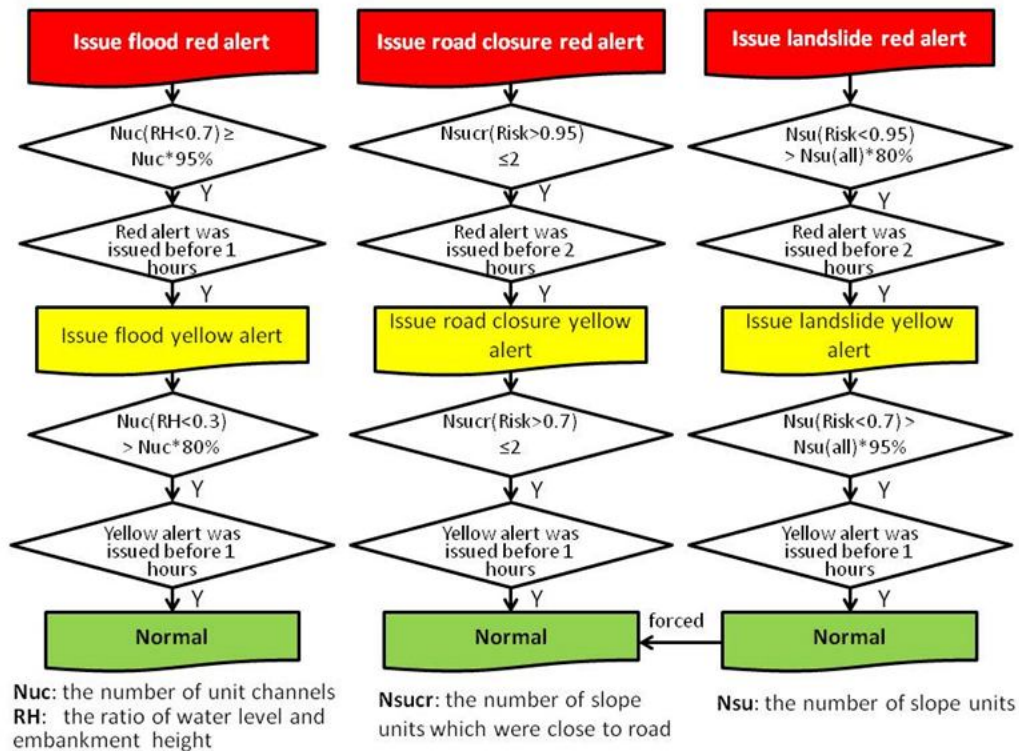 Issue flood red alert
Nuc(RH<0.7) ≥
Nuc*95%
Y
Red alert was
issued before 1
hours
Y
Issue flood yellow alert
Nuc(RH<0.3)
> Nuc*80%
Y
Yellow alert was
issued before 1
hours
Y
Normal
Nuc: the number of unit channels
RH: the ratio of water level and
embankment height
Issue road closure red alert
Nsucr(Risk>0.95)
≤2
Y
Red alert was
issued before 2
hours
Y
Issue road closure yellow
alert
Nsucr(Risk>0.7)
≤2
Y
Yellow alert was
issued before 1
hours
Y
Normal
Nsucr: the number of slope
units which were close to road
Issue landslide red alert
Nsu(Risk<0.95)
> Nsu(all)*80%
Y
Red alert was
issued before 2
hours
Y
Issue landslide yellow
alert
Nsu(Risk<0.7) >
Nsu(all)*95%
Y
Yellow alert was
issued before 1
hours
Y
forced
Normal
Nsu: the number of slope units